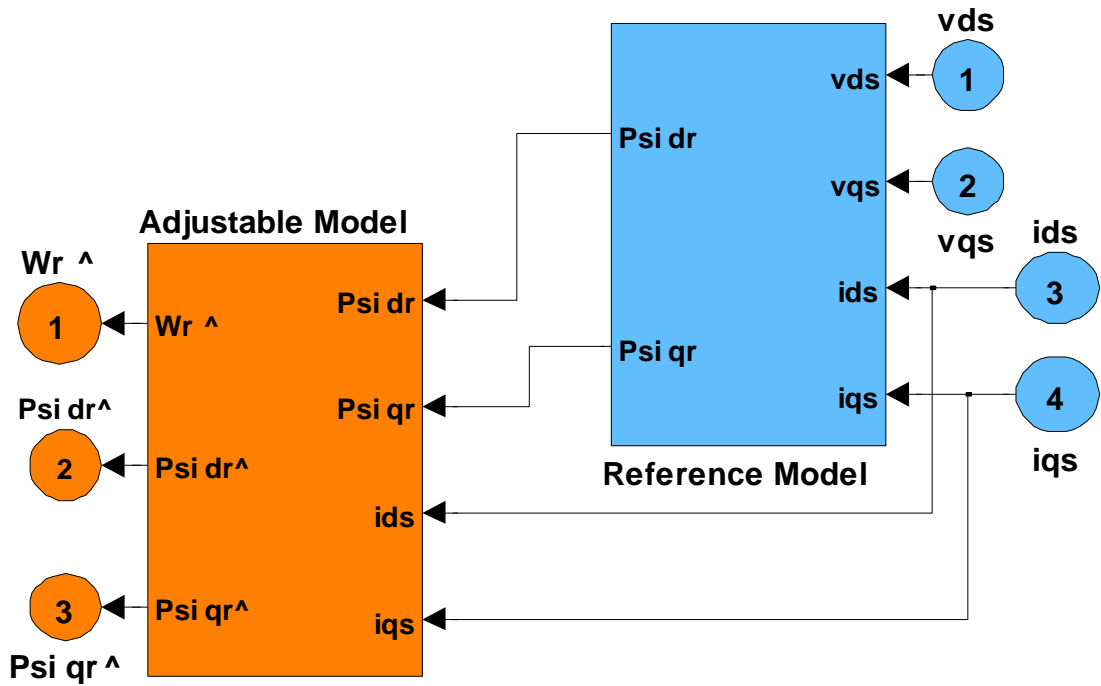 vds
1
vds
Psi dr
vqs
2
vqs
Adjustable Model
ids
Wr ^
ids
3
Psi dr
1
Wr ^
Psi qr
Psi dr^
Psi qr
iqs
4
iqs
2
Psi dr^
Reference Model
ids
3
Psi qr^
iqs
Psi qr ^